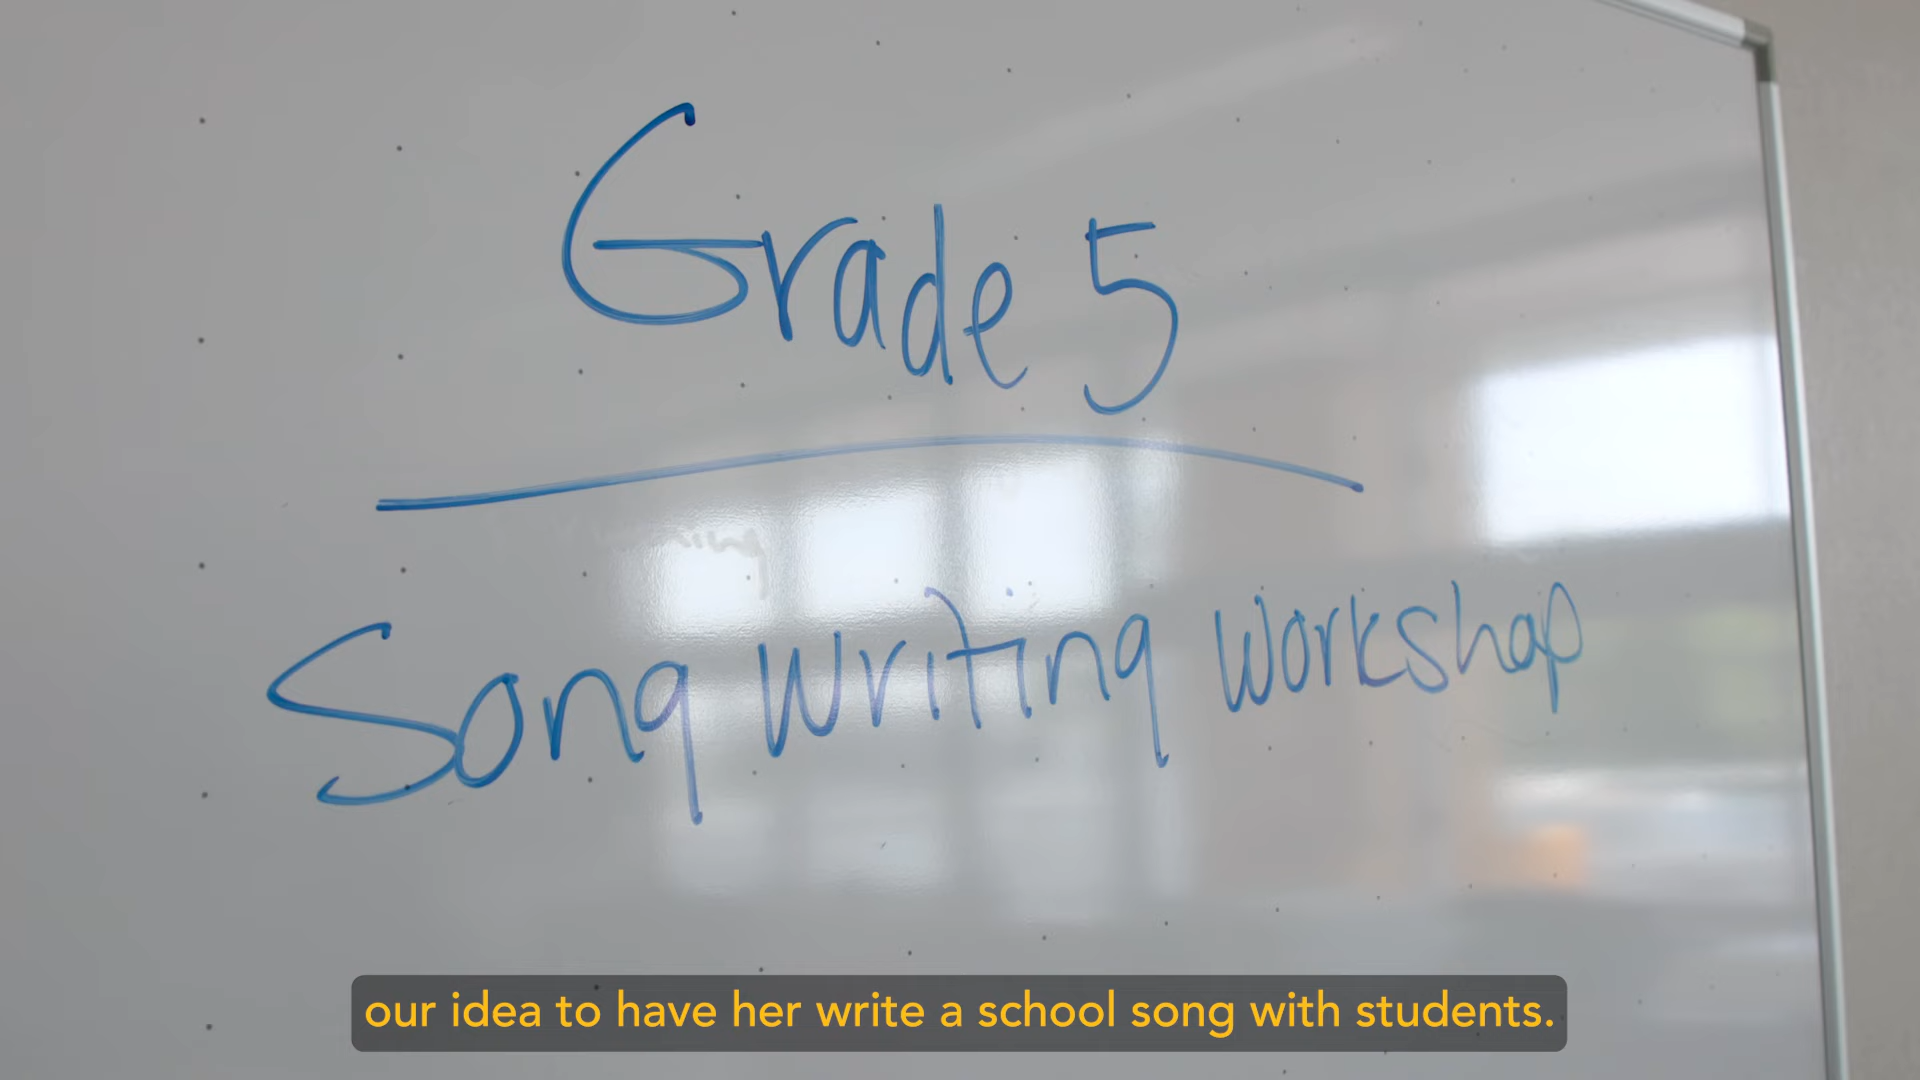 Grade 5
Song Writing Workshop
our idea to have her write a school song with students.